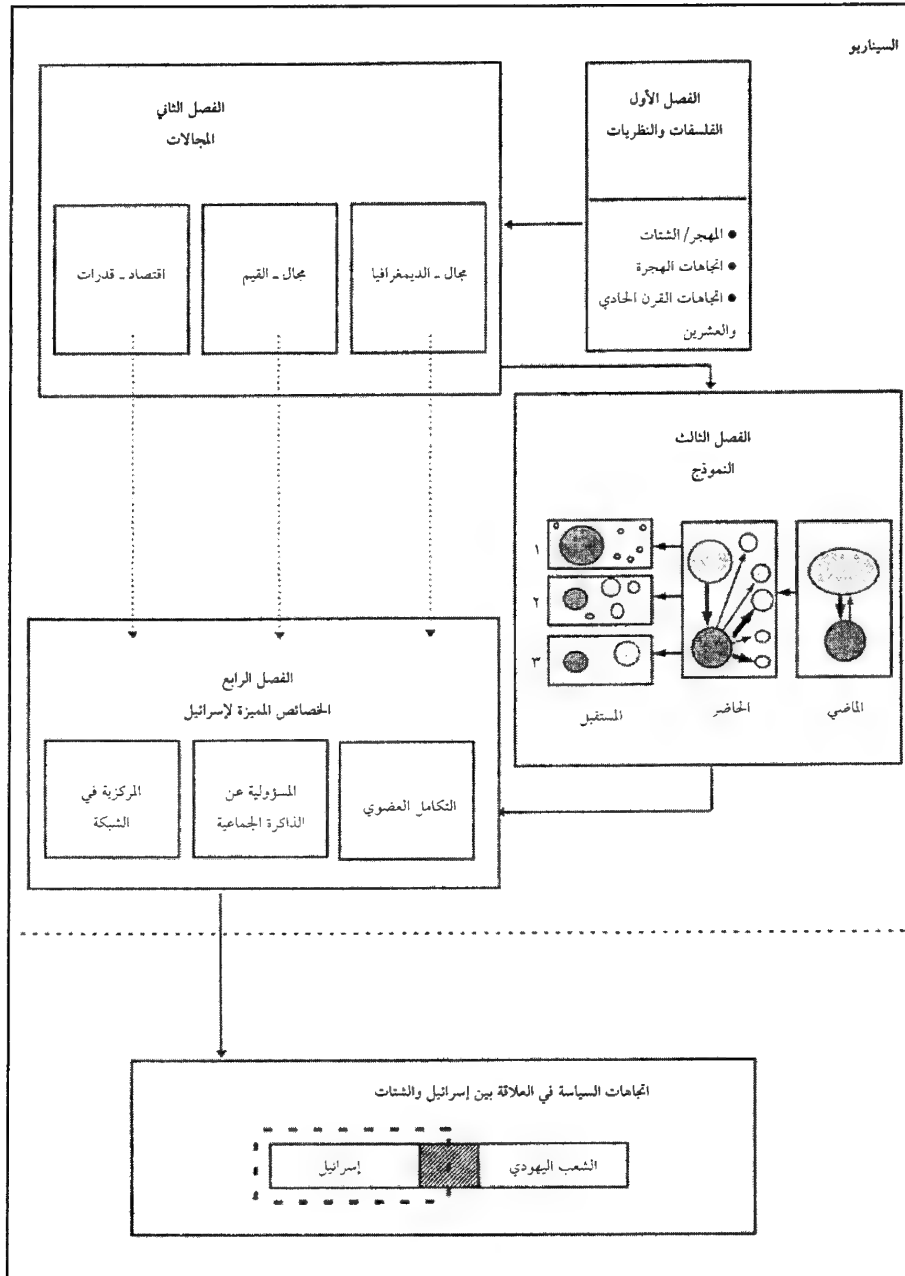 السيناريو
الفصل الأول
الفلسفات والنظريات
● المهجر/الشتات
● اتجاهات الهجرة
● اتجاهات القرن الحادي
والعشرين
الفصل الثاني
المجالات
مجال ـ الديمغرافيا
مجال ـ القيم
اقتصاد ـ قدرات
الفصل الثالث
النموذج
١
٢
٣
الماضي
الحاضر
المستقبل
الفصل الرابع
الخصائص المميزة لإسرائيل
التكامل العضوي
المسؤولية عن
الذاكرة الجماعية
المركزية في
الشبكة
اتجاهات السياسة في العلاقة بين إسرائيل والشتات
الشعب اليهودي
إسرائيل